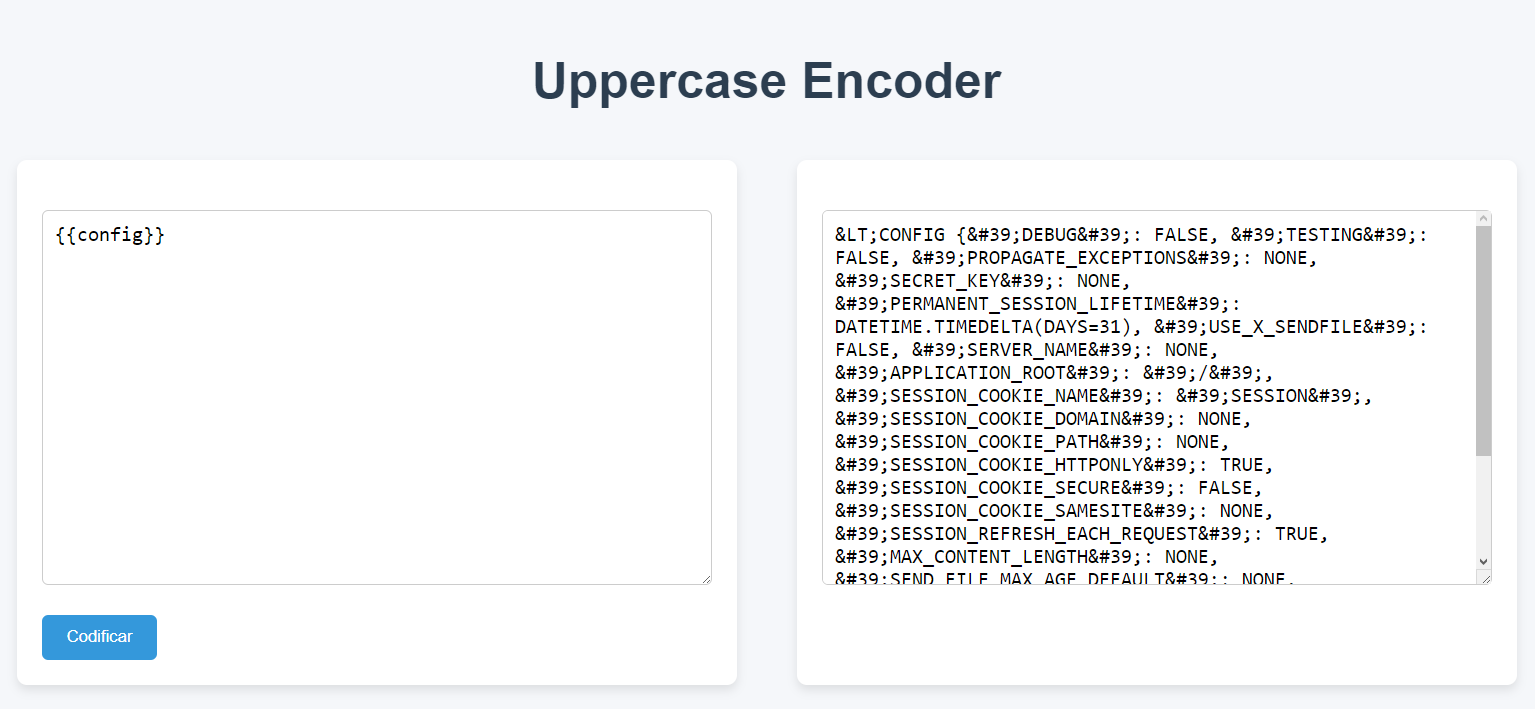 Uppercase Encoder
{{config}}
Codificar
&LT;CONFIG {&#39;DEBUG&#39;: FALSE, &#39;TESTING&#39;:
FALSE, &#39;PROPAGATE_EXCEPTIONS&#39;: NONE,
&#39;SECRET_KEY&#39;: NONE,
&#39;PERMANENT_SESSION_LIFETIME&#39;:
DATETIME.TIMEDELTA(DAYS=31), &#39;USE_X_SENDFILE&#39;:
FALSE, &#39;SERVER_NAME&#39;: NONE,
&#39;APPLICATION_ROOT&#39;: &#39;/&#39;,
&#39;SESSION_COOKIE_NAME&#39;: &#39;SESSION&#39;,
&#39;SESSION_COOKIE_DOMAIN&#39;: NONE,
&#39;SESSION_COOKIE_PATH&#39;: NONE,
&#39;SESSION_COOKIE_HTTPONLY&#39;: TRUE,
&#39;SESSION_COOKIE_SECURE&#39;: FALSE,
&#39;SESSION_COOKIE_SAMESITE&#39;: NONE,
&#39;SESSION_REFRESH_EACH_REQUEST&#39;: TRUE,
&#39;MAX_CONTENT_LENGTH&#39;: NONE,
&#39;SEND_FILE_MAX_AGE_DEFAULT&#39;: NONE,